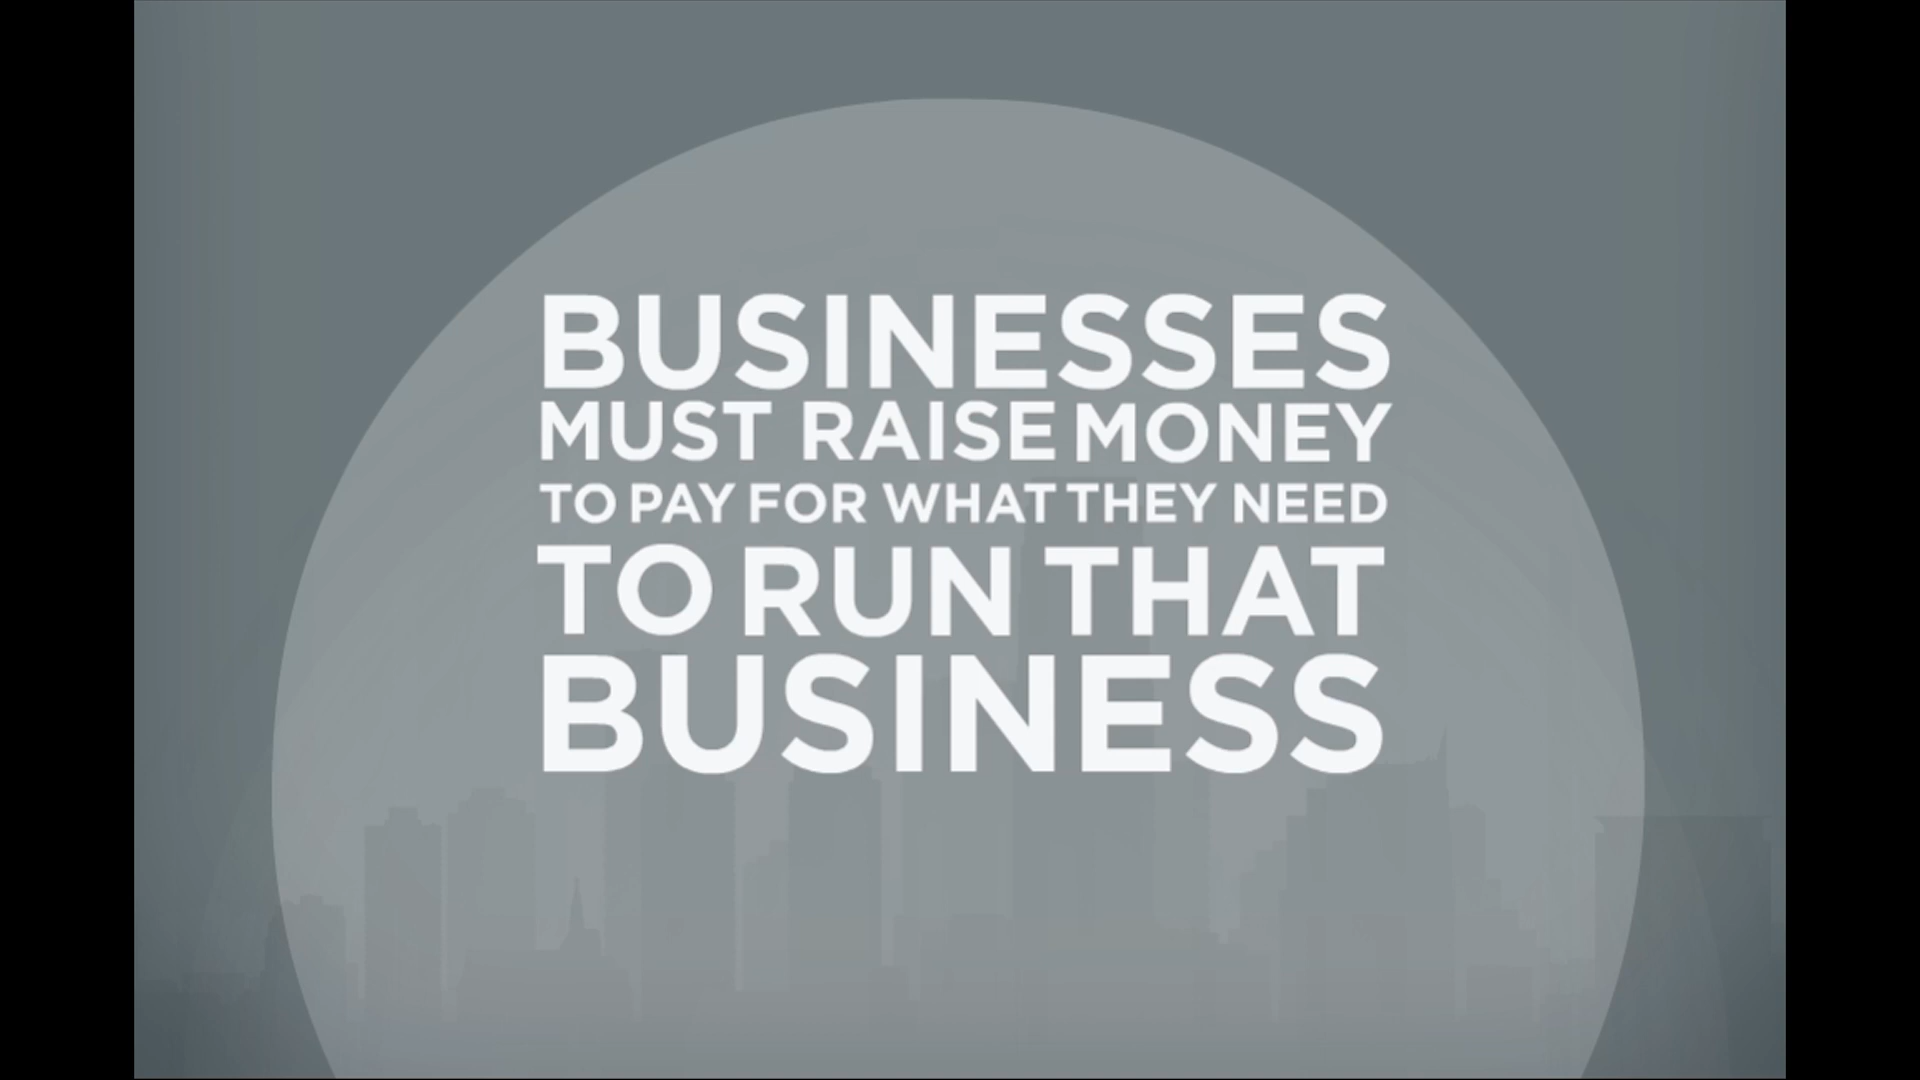 BUSINESSES
MUST RAISE MONEY
TO PAY FOR WHAT THEY NEED
TO RUN THAT
BUSINESS